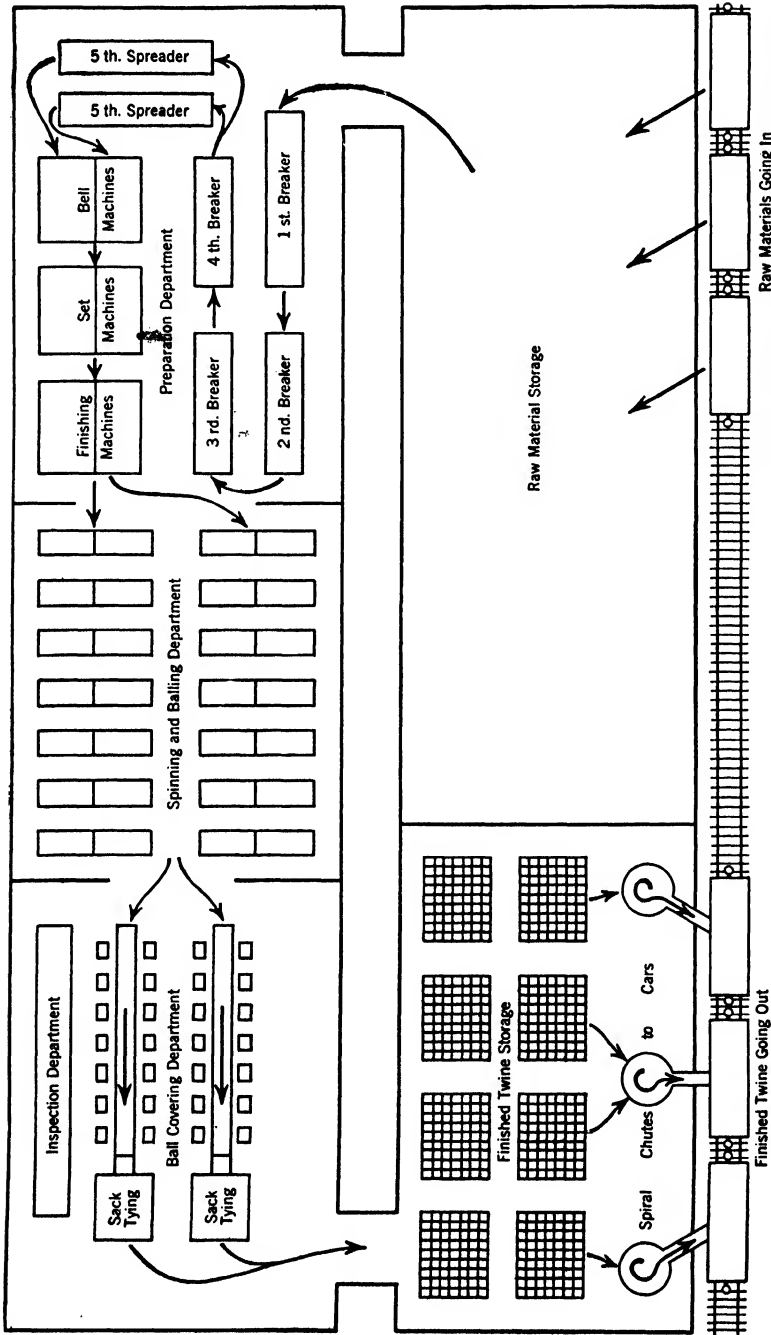 5 th. Spreader
5 th. Spreader
Bell
Machines
Set
Machines
Finishing
Machines
Preparation Department
4 th. Breaker
1 st. Breaker
3 rd. Breaker
2 nd. Breaker
Spinning and Balling Department
Inspection Department
Ball Covering Department
Sack
Tying
Sack
Tying
Raw Material Storage
Finished Twine Storage
Spiral Chutes to Cars
Raw Materials Going In
Finished Twine Going Out